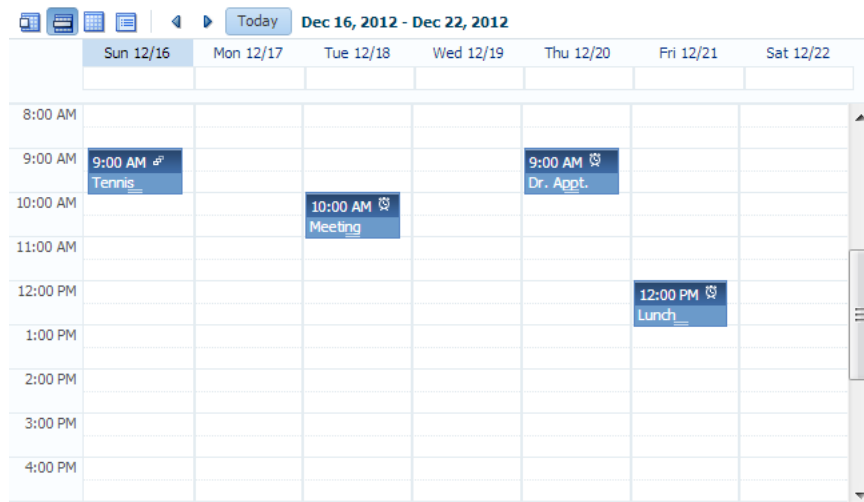 Today Dec 16, 2012 - Dec 22, 2012
Sun 12/16 Mon 12/17 Tue 12/18 Wed 12/19 Thu 12/20 Fri 12/21 Sat 12/22
8:00 AM
9:00 AM 9:00 AM 9:00 AM
Tennis Dr. Appt.
10:00 AM 10:00 AM
Meeting
11:00 AM
12:00 PM 12:00 PM
Lunch
1:00 PM
2:00 PM
3:00 PM
4:00 PM